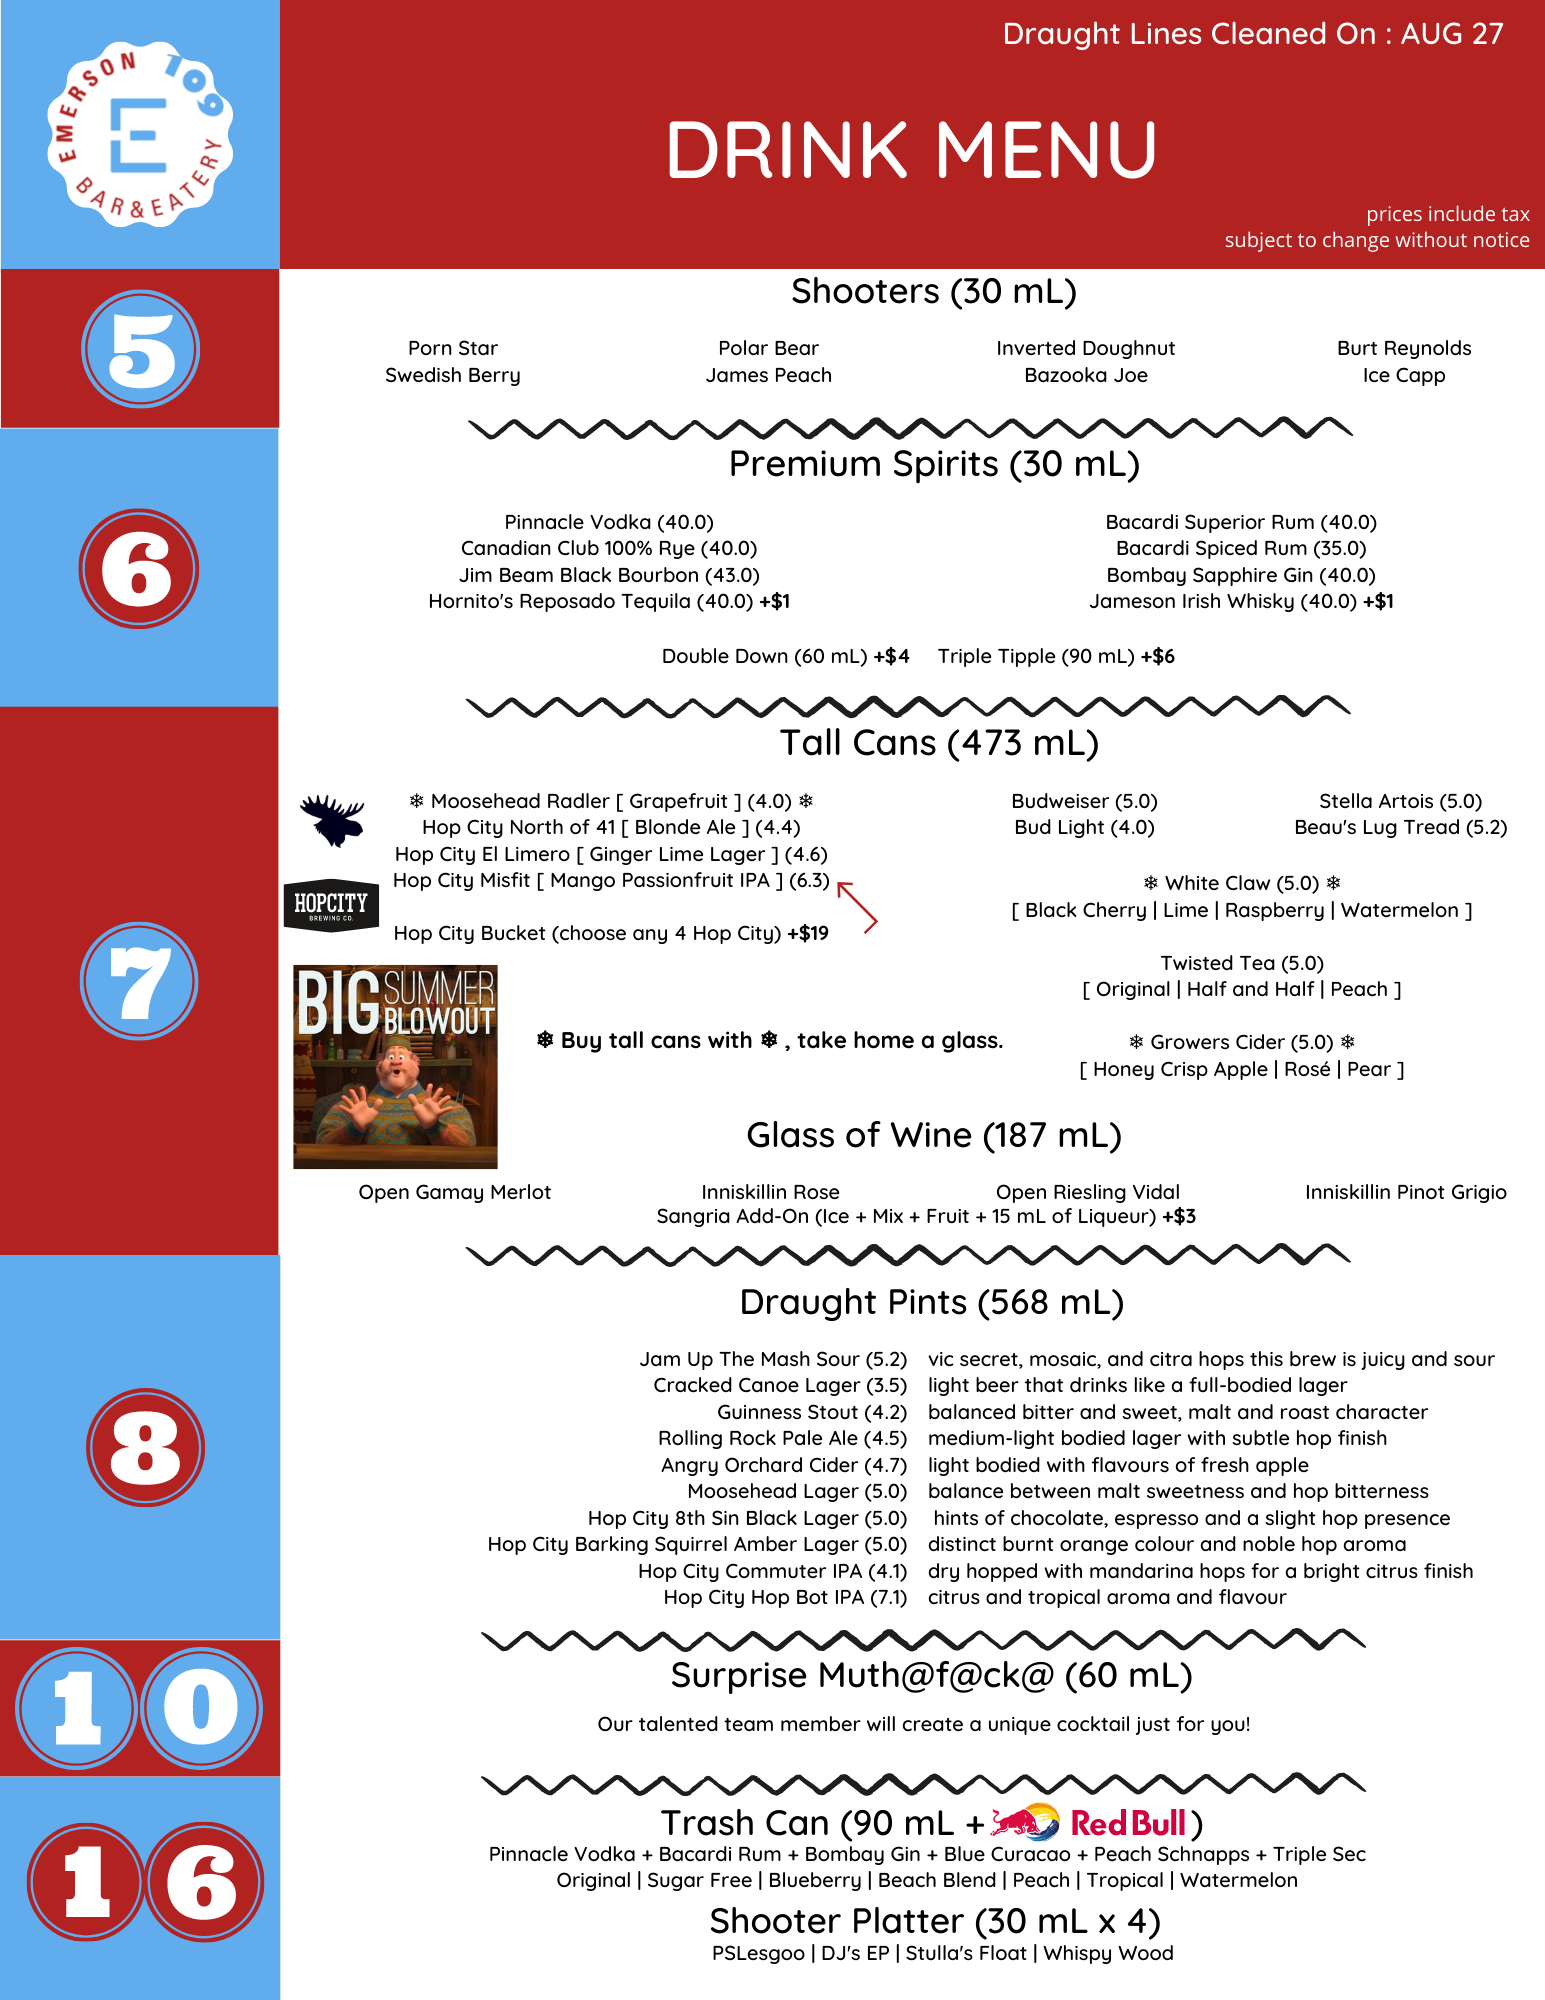 Draught Lines Cleaned On : AUG 27
EMERSON 109
E
BAR & EATERY
DRINK MENU
prices include tax
subject to change without notice
5
Shooters (30 mL)
Porn Star Polar Bear Inverted Doughnut Burt Reynolds
Swedish Berry James Peach Bazooka Joe Ice Capp
6
Premium Spirits (30 mL)
Pinnacle Vodka (40.0) Bacardi Superior Rum (40.0)
Canadian Club 100% Rye (40.0) Bacardi Spiced Rum (35.0)
Jim Beam Black Bourbon (43.0) Bombay Sapphire Gin (40.0)
Hornito's Reposado Tequila (40.0) +$1 Jameson Irish Whisky (40.0) +$1
Double Down (60 mL) +$4 Triple Tipple (90 mL) +$6
7
Tall Cans (473 mL)
❄ Moosehead Radler [ Grapefruit ] (4.0) ❄
Hop City North of 41 [ Blonde Ale ] (4.4)
Hop City El Limero [ Ginger Lime Lager ] (4.6)
Hop City Misfit [ Mango Passionfruit IPA ] (6.3)
HOPCITY
BREWING CO.
Hop City Bucket (choose any 4 Hop City) +$19
Budweiser (5.0) Stella Artois (5.0)
Bud Light (4.0) Beau's Lug Tread (5.2)
❄ White Claw (5.0) ❄
[ Black Cherry | Lime | Raspberry | Watermelon ]
Twisted Tea (5.0)
[ Original | Half and Half | Peach ]
❄ Growers Cider (5.0) ❄
[ Honey Crisp Apple | Rosé | Pear ]
BIG SUMMER
BLOWOUT
❄ Buy tall cans with ❄ , take home a glass.
Glass of Wine (187 mL)
Open Gamay Merlot Inniskillin Rose Open Riesling Vidal Inniskillin Pinot Grigio
Sangria Add-On (Ice + Mix + Fruit + 15 mL of Liqueur) +$3
8
Draught Pints (568 mL)
Jam Up The Mash Sour (5.2) vic secret, mosaic, and citra hops this brew is juicy and sour
Cracked Canoe Lager (3.5) light beer that drinks like a full-bodied lager
Guinness Stout (4.2) balanced bitter and sweet, malt and roast character
Rolling Rock Pale Ale (4.5) medium-light bodied lager with subtle hop finish
Angry Orchard Cider (4.7) light bodied with flavours of fresh apple
Moosehead Lager (5.0) balance between malt sweetness and hop bitterness
Hop City 8th Sin Black Lager (5.0) hints of chocolate, espresso and a slight hop presence
Hop City Barking Squirrel Amber Lager (5.0) distinct burnt orange colour and noble hop aroma
Hop City Commuter IPA (4.1) dry hopped with mandarina hops for a bright citrus finish
Hop City Hop Bot IPA (7.1) citrus and tropical aroma and flavour
10
Surprise Muth@f@ck@ (60 mL)
Our talented team member will create a unique cocktail just for you!
16
Trash Can (90 mL + Red Bull)
Pinnacle Vodka + Bacardi Rum + Bombay Gin + Blue Curacao + Peach Schnapps + Triple Sec
Original | Sugar Free | Blueberry | Beach Blend | Peach | Tropical | Watermelon
Shooter Platter (30 mL x 4)
PSLesgoo | DJ's EP | Stulla's Float | Whispy Wood